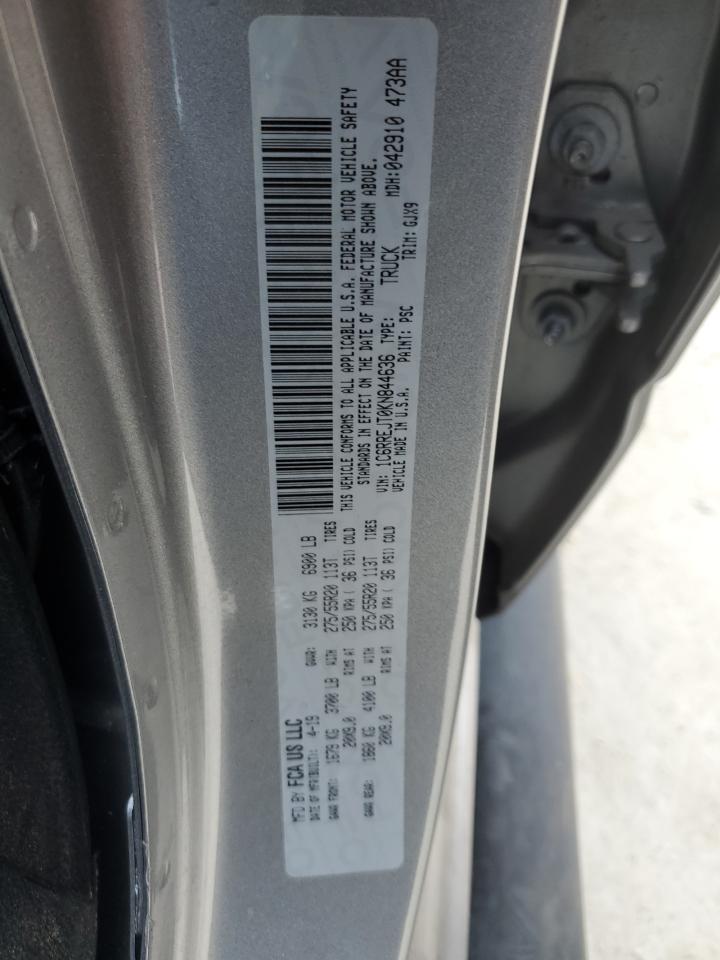 MFD BY FCA US LLC
DATE OF MFR(BUILT): 4-19 GVWR: 3130 KG 6900 LB
GAWR FRONT: 1679 KG 3700 LB WITH 275/55R20 113T TIRES
20X9.0 RIMS AT 250 KPA ( 36 PSI) COLD
GAWR REAR: 1860 KG 4100 LB WITH 275/55R20 113T TIRES
20X9.0 RIMS AT 250 KPA ( 36 PSI) COLD
THIS VEHICLE CONFORMS TO ALL APPLICABLE U.S.A. FEDERAL MOTOR VEHICLE SAFETY
STANDARDS IN EFFECT ON THE DATE OF MANUFACTURE SHOWN ABOVE.
VIN: 1C6RREJT0KN844636 TYPE: TRUCK MDH:042910 473AA
VEHICLE MADE IN U.S.A. PAINT: PSC TRIM: GJX9